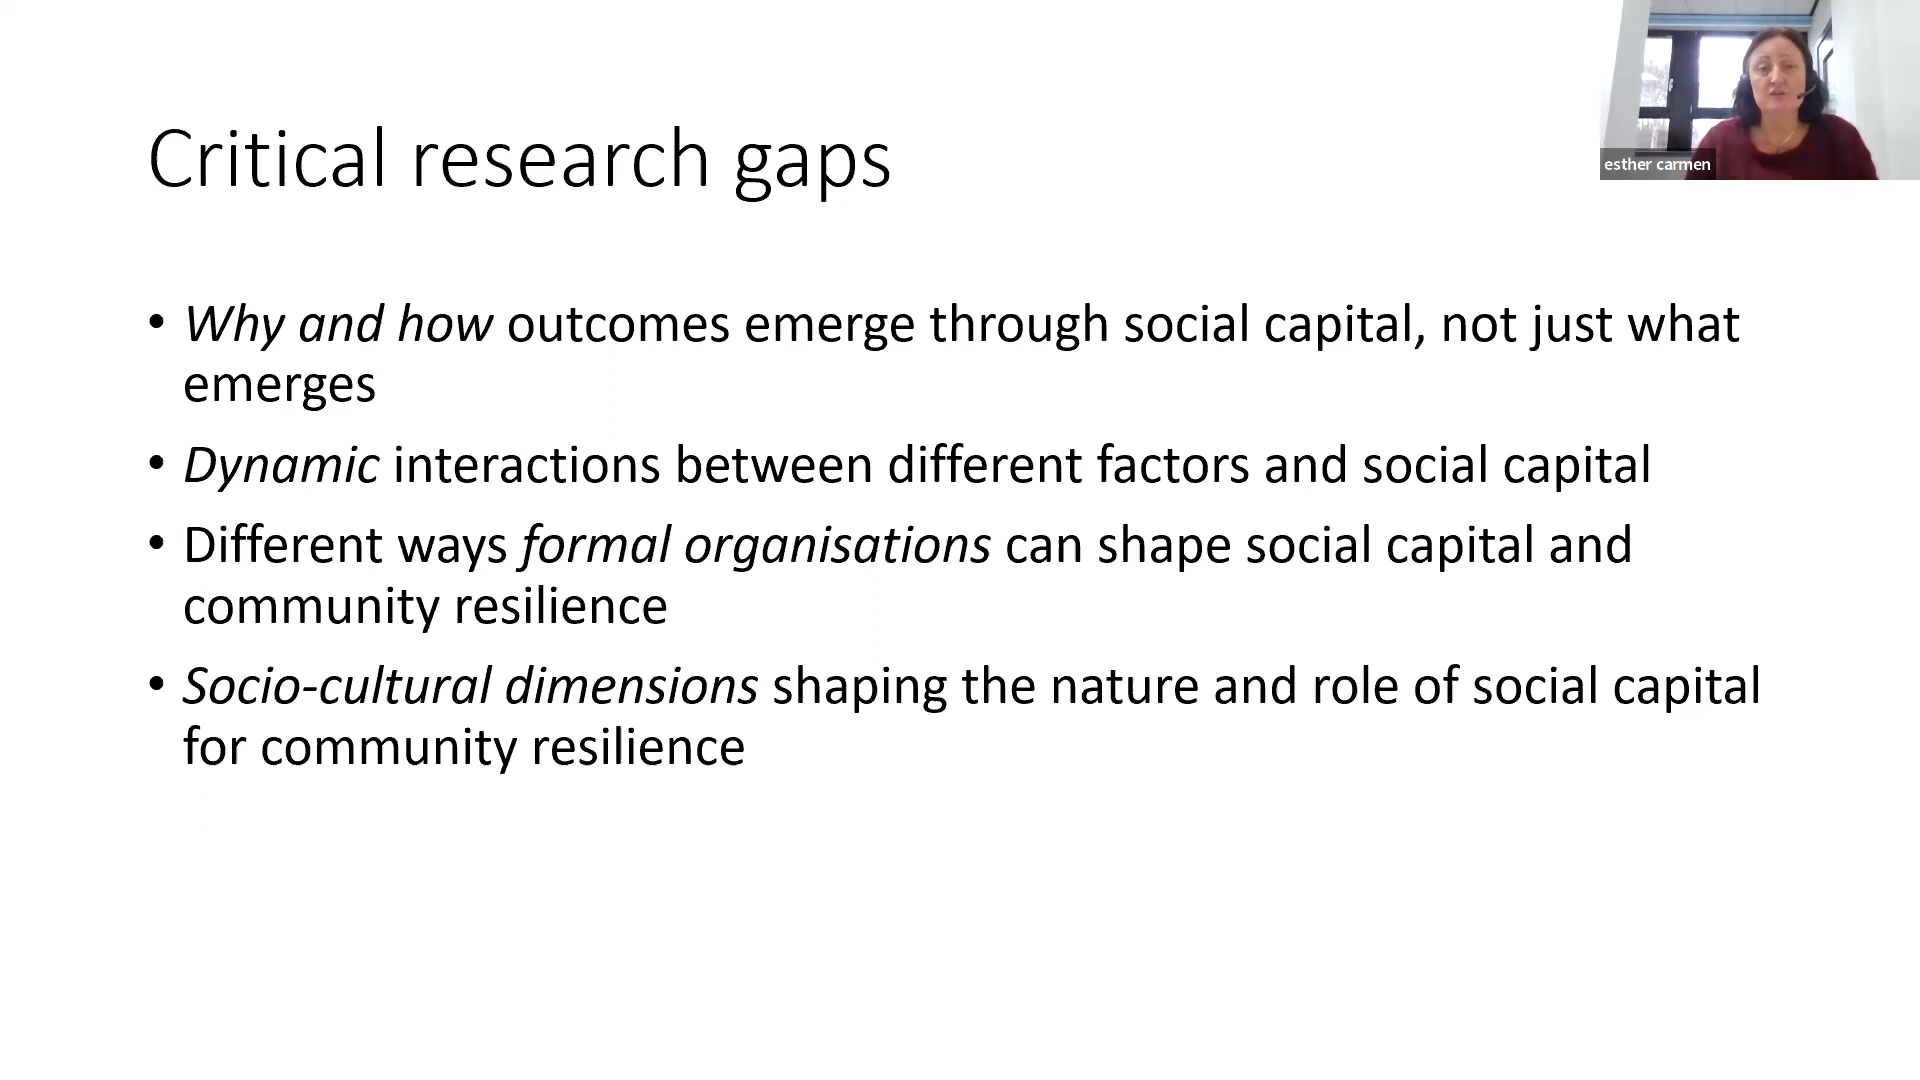 esther carmen
Critical research gaps
• Why and how outcomes emerge through social capital, not just what
emerges
• Dynamic interactions between different factors and social capital
• Different ways formal organisations can shape social capital and
community resilience
• Socio-cultural dimensions shaping the nature and role of social capital
for community resilience